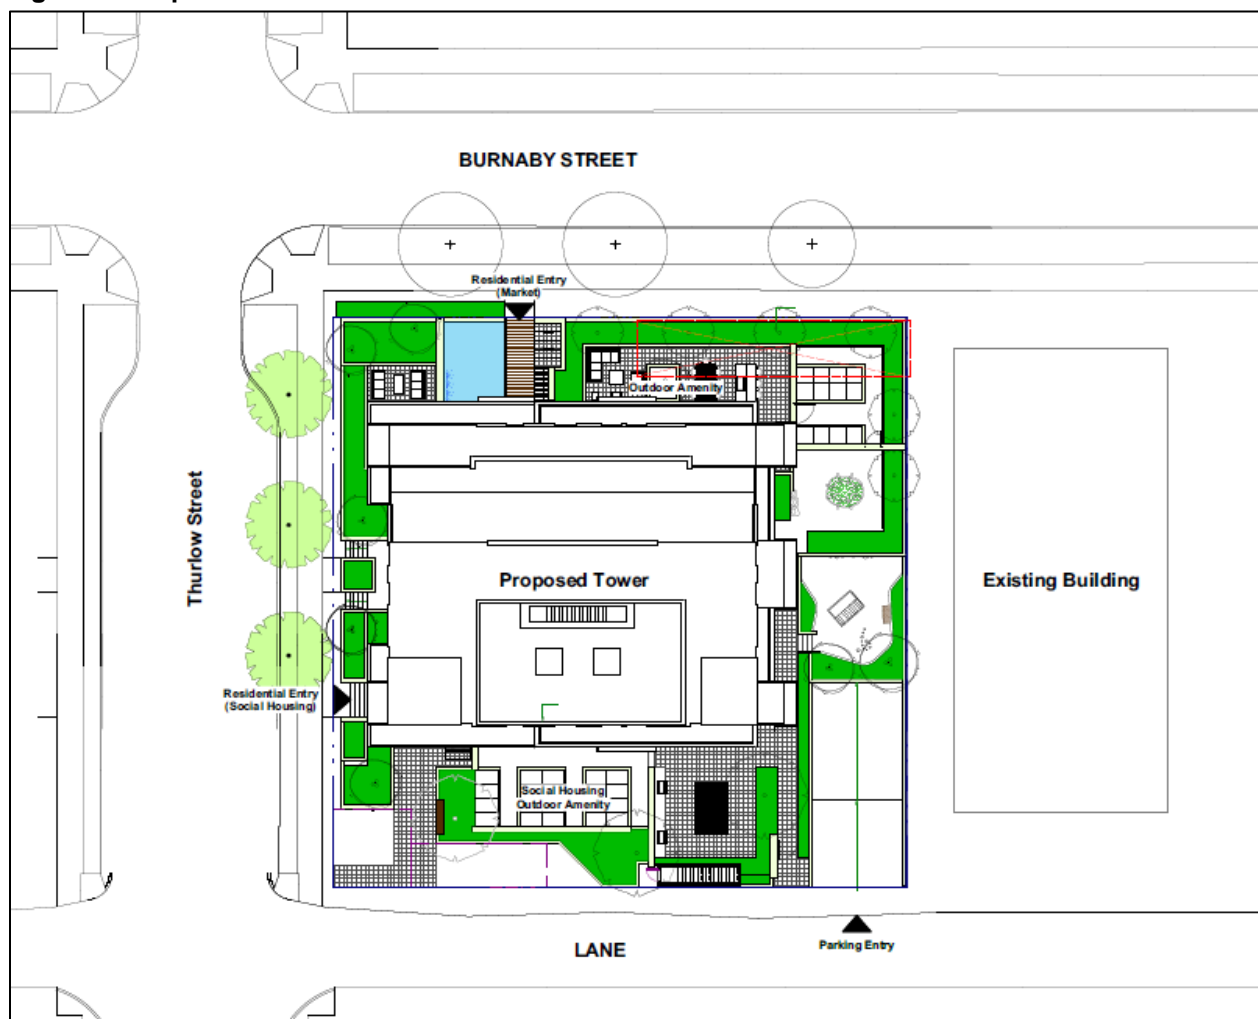 BURNABY STREET
Residential Entry
(Market)
Outdoor Amenity
Thurlow Street
Proposed Tower
Existing Building
Residential Entry
(Social Housing)
Social Housing
Outdoor Amenity
LANE
Parking Entry